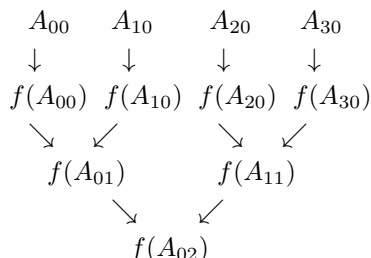 A₀₀ A₁₀ A₂₀ A₃₀
↓ ↓ ↓ ↓
f(A₀₀) f(A₁₀) f(A₂₀) f(A₃₀)
↘ ↙ ↘ ↙
f(A₀₁) f(A₁₁)
↘ ↙
f(A₀₂)